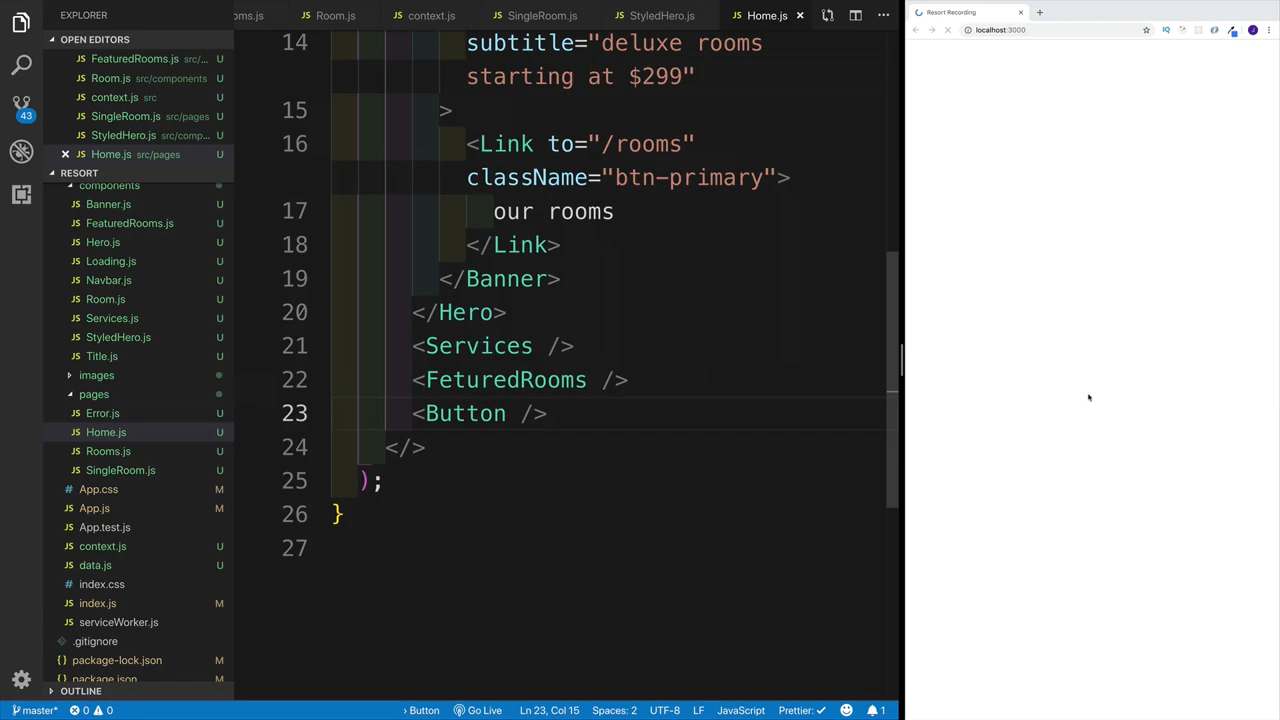 EXPLORER
OPEN EDITORS
FeaturedRooms.js src/... U
Room.js src/components U
context.js src U
SingleRoom.js src/pages U
StyledHero.js src/comp... U
Home.js src/pages U
RESORT
components
Banner.js U
FeaturedRooms.js U
Hero.js U
Loading.js U
Navbar.js U
Room.js U
Services.js U
StyledHero.js U
Title.js U
images
pages
Error.js U
Home.js U
Rooms.js U
SingleRoom.js U
App.css M
App.js M
App.test.js
context.js U
data.js U
index.css
index.js M
serviceWorker.js
.gitignore
package-lock.json M
package.json M
OUTLINE
43
oms.js Room.js context.js SingleRoom.js StyledHero.js Home.js
14 subtitle="deluxe rooms
starting at $299"
15 >
16 <Link to="/rooms"
className="btn-primary">
17 our rooms
18 </Link>
19 </Banner>
20 </Hero>
21 <Services />
22 <FeturedRooms />
23 <Button />
24 </>
25 );
26 }
27
Resort Recording
localhost:3000
IQ
J
master* 0 0 › Button Go Live Ln 23, Col 15 Spaces: 2 UTF-8 LF JavaScript Prettier: ✓ 1